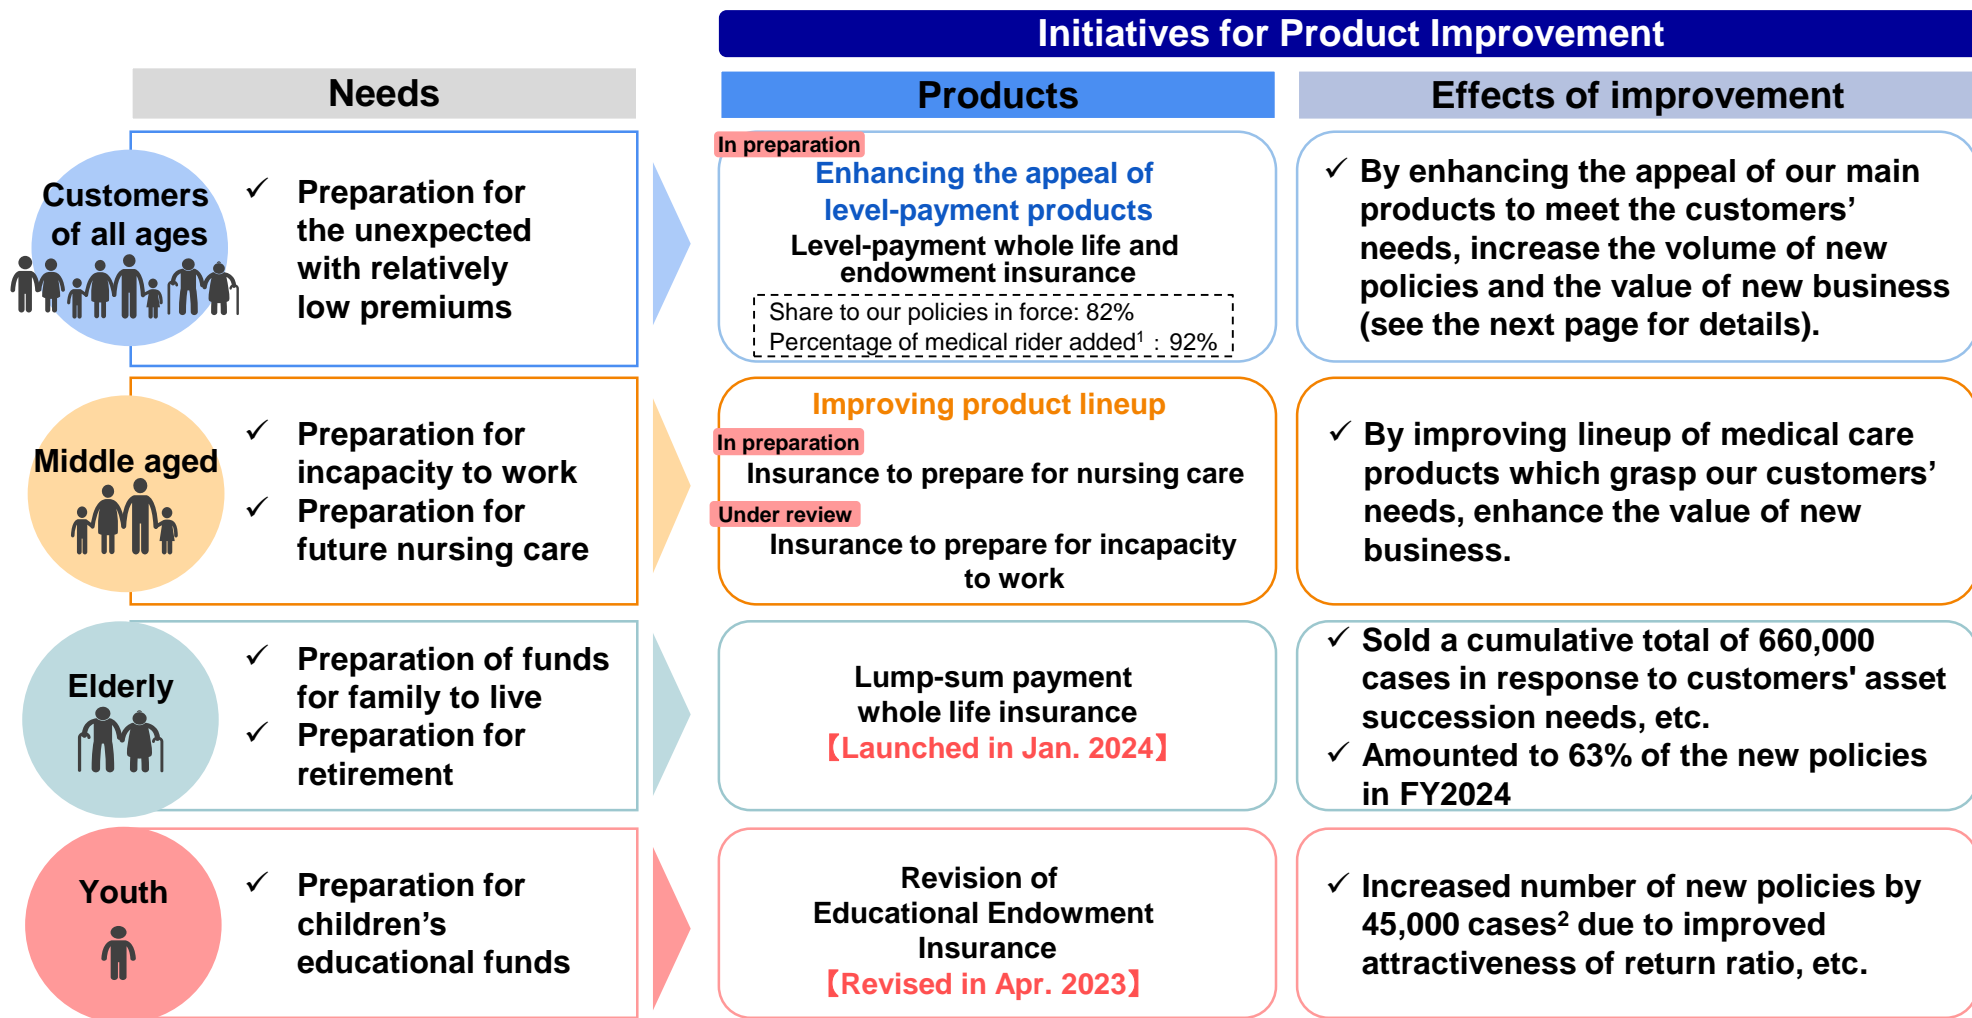 Initiatives for Product Improvement
Needs
Products
Effects of improvement
Customers
of all ages
✓ Preparation for
the unexpected
with relatively
low premiums
In preparation
Enhancing the appeal of
level-payment products
Level-payment whole life and
endowment insurance
Share to our policies in force: 82%
Percentage of medical rider added¹ : 92%
✓ By enhancing the appeal of our main
products to meet the customers’
needs, increase the volume of new
policies and the value of new business
(see the next page for details).
Middle aged
✓ Preparation for
incapacity to work
✓ Preparation for
future nursing care
Improving product lineup
In preparation
Insurance to prepare for nursing care
Under review
Insurance to prepare for incapacity
to work
✓ By improving lineup of medical care
products which grasp our customers’
needs, enhance the value of new
business.
Elderly
✓ Preparation of funds
for family to live
✓ Preparation for
retirement
Lump-sum payment
whole life insurance
【Launched in Jan. 2024】
✓ Sold a cumulative total of 660,000
cases in response to customers' asset
succession needs, etc.
✓ Amounted to 63% of the new policies
in FY2024
Youth
✓ Preparation for
children’s
educational funds
Revision of
Educational Endowment
Insurance
【Revised in Apr. 2023】
✓ Increased number of new policies by
45,000 cases² due to improved
attractiveness of return ratio, etc.